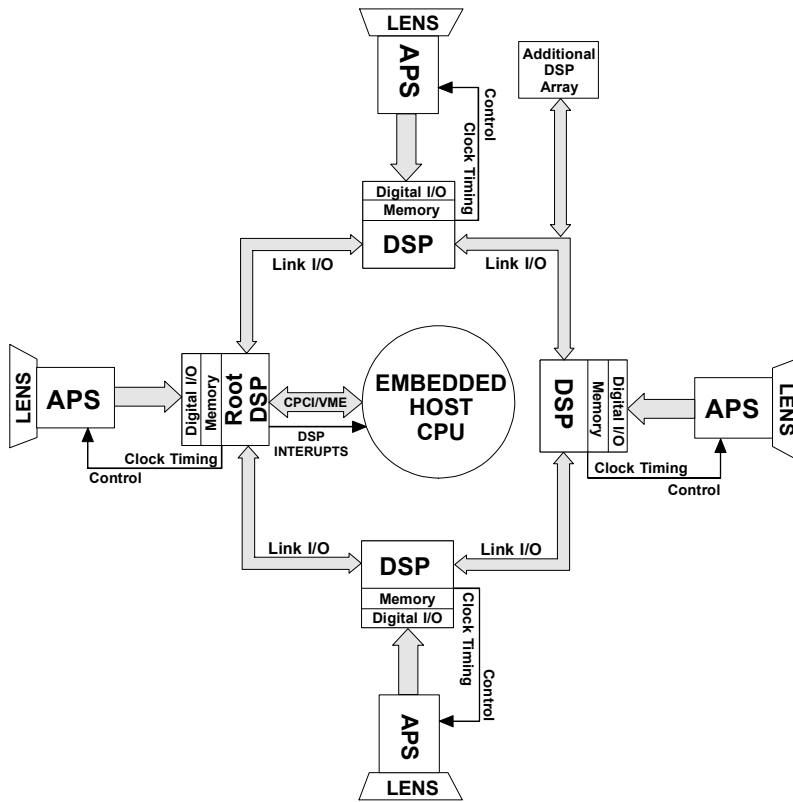 LENS
APS
Control
Clock Timing
Additional
DSP
Array
Digital I/O
Memory
DSP
Link I/O
Link I/O
LENS
APS
Digital I/O
Memory
Root
DSP
CPCI/VME
DSP
INTERUPTS
EMBEDDED
HOST
CPU
DSP
Memory
Digital I/O
APS
LENS
Clock Timing
Control
Clock Timing
Control
Link I/O
Link I/O
DSP
Memory
Digital I/O
Clock Timing
Control
APS
LENS